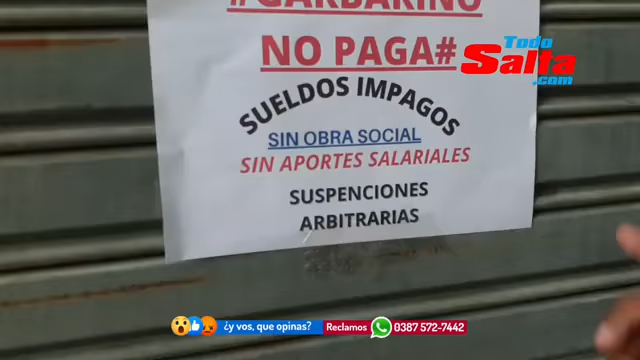 #GARBARINO
NO PAGA#
Todo
Salta
.com
SUELDOS IMPAGOS
SIN OBRA SOCIAL
SIN APORTES SALARIALES
SUSPENCIONES
ARBITRARIAS
¿y vos, que opinas?
Reclamos
0387 572-7442